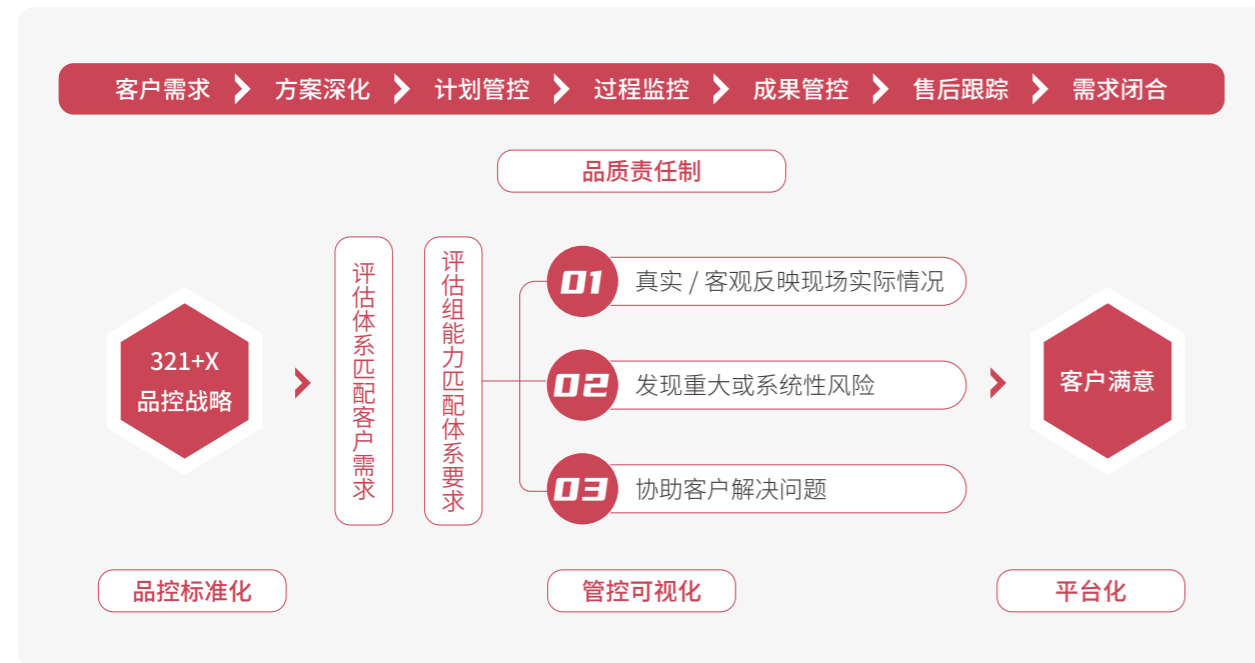 客户需求 方案深化 计划管控 过程监控 成果管控 售后跟踪 需求闭合
品质责任制
321+X
品控战略
评估体系匹配客户需求
评估组能力匹配体系要求
01 真实 / 客观反映现场实际情况
02 发现重大或系统性风险
03 协助客户解决问题
客户满意
品控标准化
管控可视化
平台化